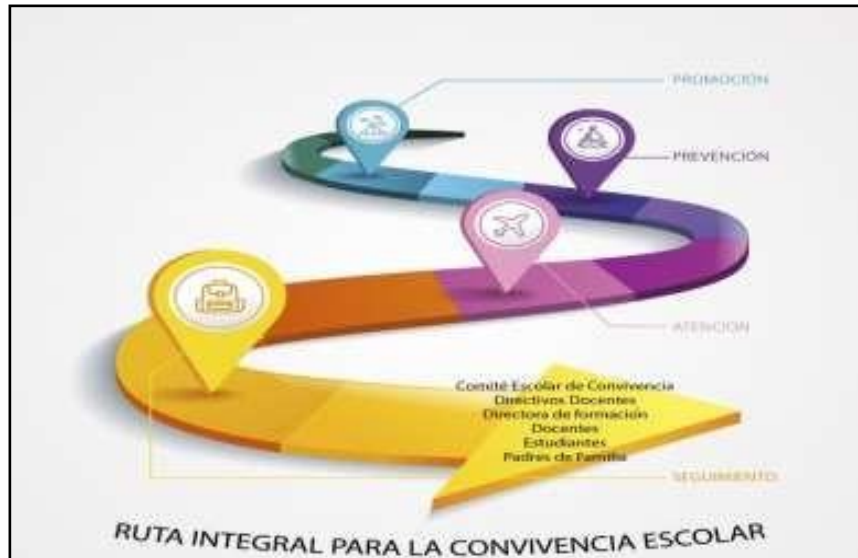 PROMOCIÓN
PREVENCIÓN
ATENCION
Comité Escolar de Convivencia
Directivos Docentes
Directora de formación
Docentes
Estudiantes
Padres de Familia
SEGUIMIENTO
RUTA INTEGRAL PARA LA CONVIVENCIA ESCOLAR